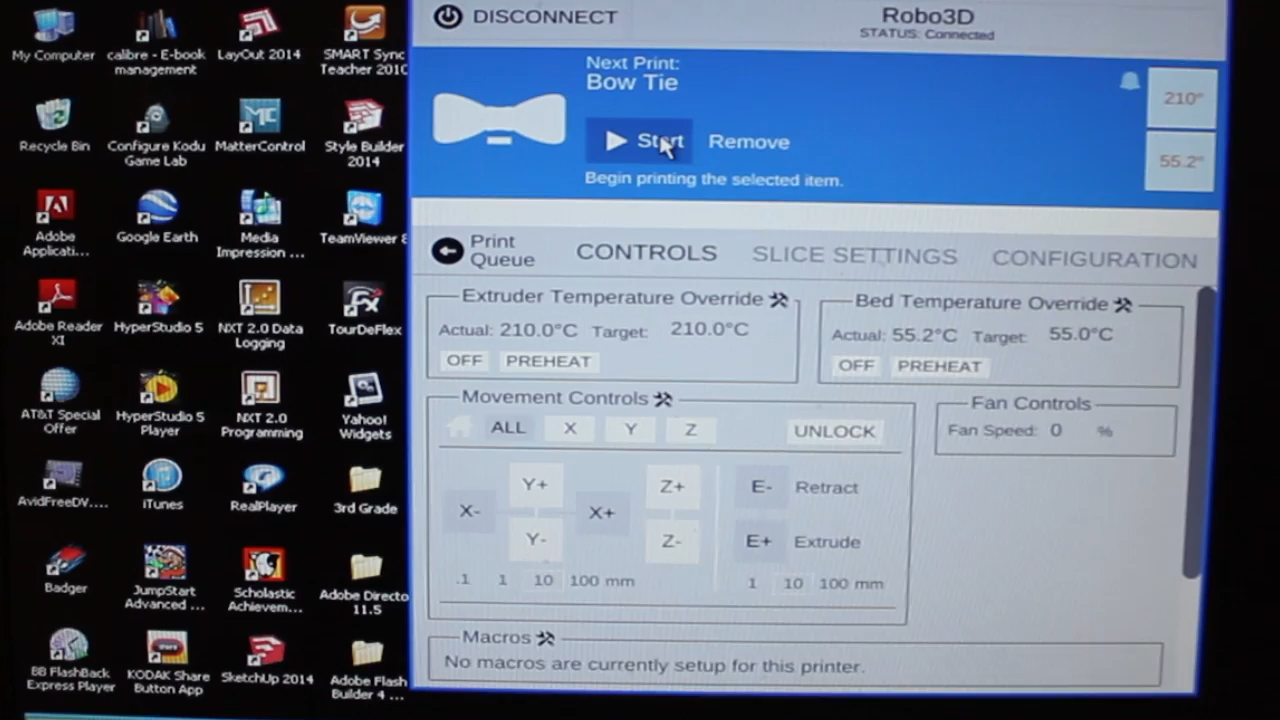 My Computer
calibre - E-book
management
LayOut 2014
SMART Sync
Teacher 2010
Recycle Bin
Configure Kodu
Game Lab
MatterControl
Style Builder
2014
Adobe
Applicati...
Google Earth
Media
Impression ...
TeamViewer 8
Adobe Reader
XI
HyperStudio 5
NXT 2.0 Data
Logging
TourDeFlex
AT&T Special
Offer
HyperStudio 5
Player
NXT 2.0
Programming
Yahoo!
Widgets
AvidFreeDV....
iTunes
RealPlayer
3rd Grade
Badger
JumpStart
Advanced ...
Scholastic
Achievem...
Adobe Directo
11.5
BB FlashBack
Express Player
KODAK Share
Button App
SketchUp 2014
Adobe Flash
Builder 4 ...
DISCONNECT
Robo3D
STATUS: Connected
Next Print:
Bow Tie
Start
Remove
Begin printing the selected item.
210°
55.2°
Print
Queue
CONTROLS
SLICE SETTINGS
CONFIGURATION
Extruder Temperature Override
Actual: 210.0°C Target: 210.0°C
OFF PREHEAT
Bed Temperature Override
Actual: 55.2°C Target: 55.0°C
OFF PREHEAT
Movement Controls
ALL X Y Z UNLOCK
Y+
X- X+
Y-
Z+
Z-
E- Retract
E+ Extrude
.1 1 10 100 mm
1 10 100 mm
Fan Controls
Fan Speed: 0 %
Macros
No macros are currently setup for this printer.